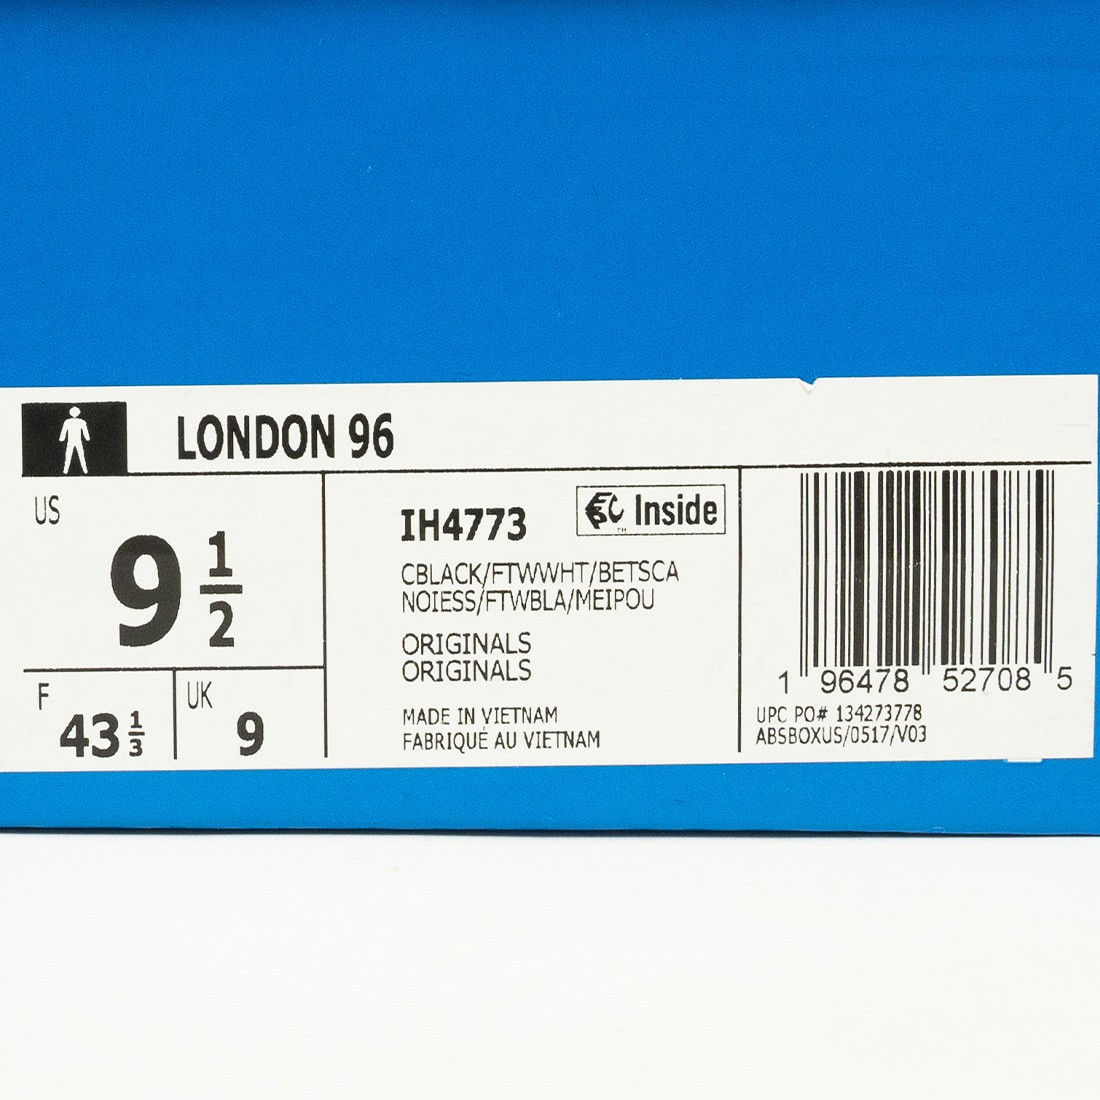 LONDON 96
US
9 1/2
F
43 1/3
UK
9
IH4773
Inside
TM
CBLACK/FTWWHT/BETSCA
NOIESS/FTWBLA/MEIPOU
ORIGINALS
ORIGINALS
MADE IN VIETNAM
FABRIQUÉ AU VIETNAM
1 96478 52708 5
UPC PO# 134273778
ABSBOXUS/0517/V03